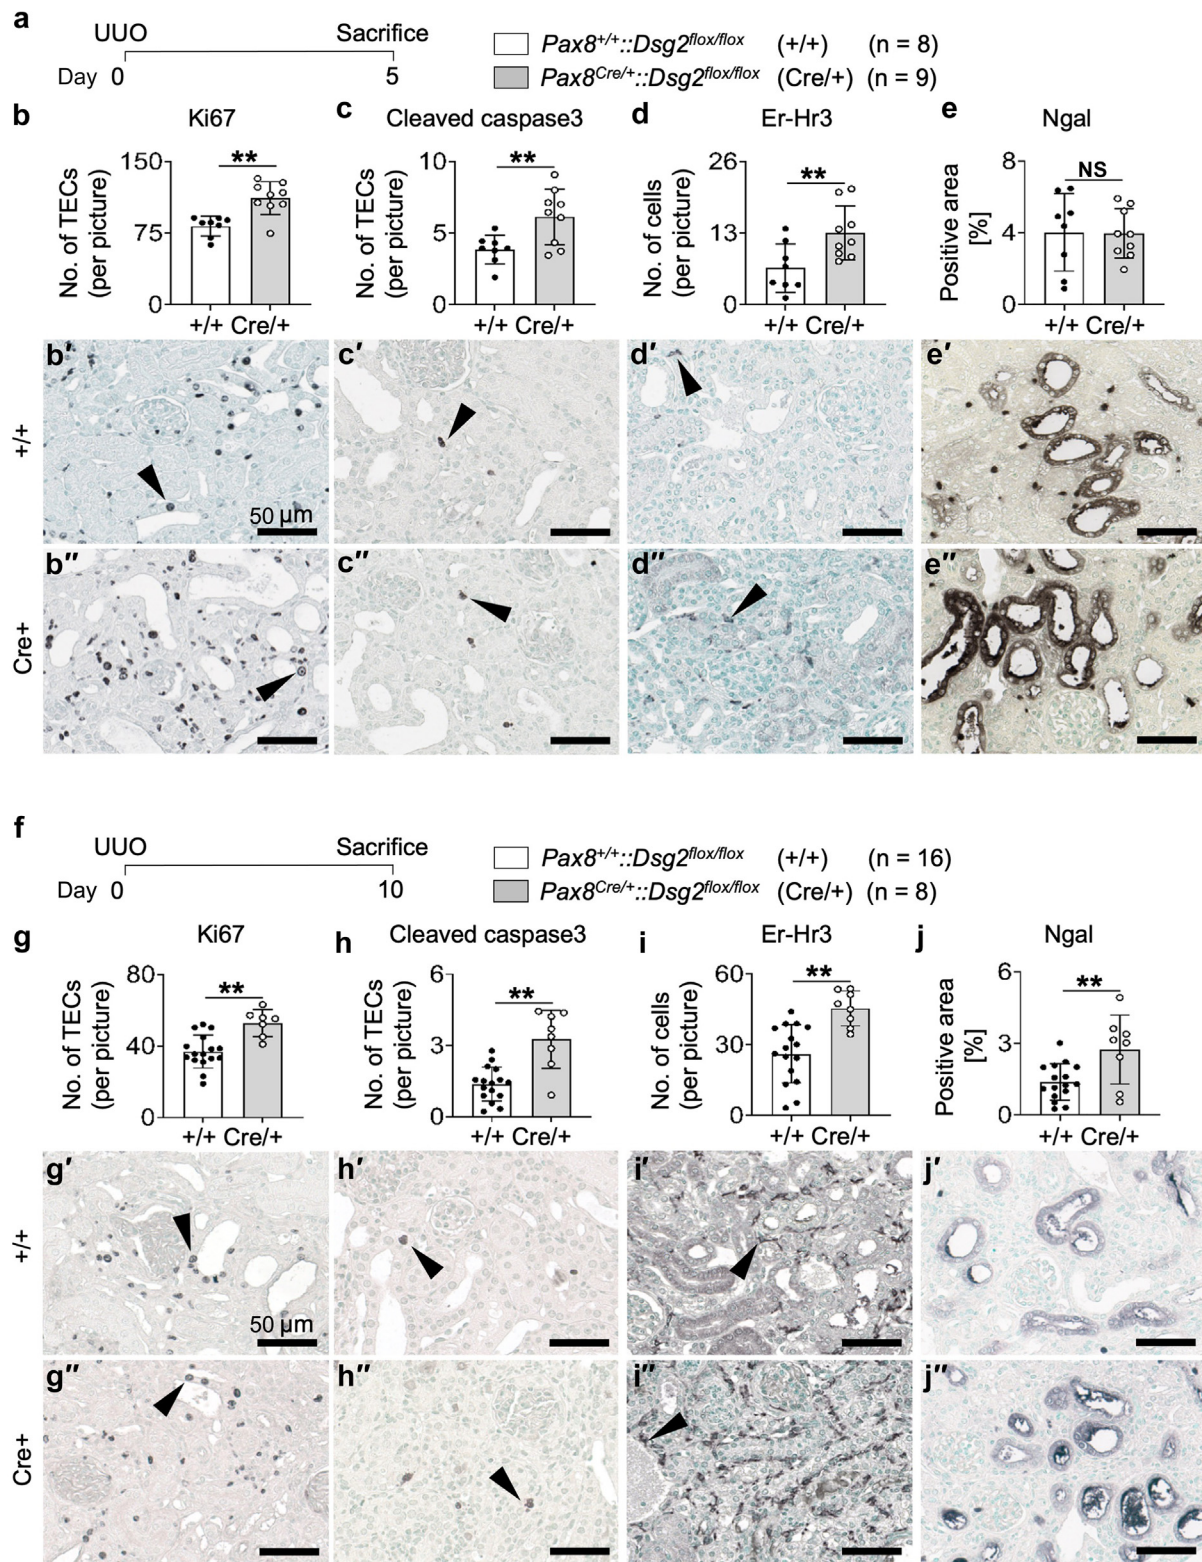 a
UUO Sacrifice
Day 0 5
Pax8+/+::Dsg2flox/flox (+/+) (n = 8)
Pax8Cre/+::Dsg2flox/flox (Cre/+) (n = 9)
b Ki67
No. of TECs
(per picture)
150
75
0
+/+ Cre/+
**
c Cleaved caspase3
No. of TECs
(per picture)
10
5
0
+/+ Cre/+
**
d Er-Hr3
No. of cells
(per picture)
26
13
0
+/+ Cre/+
**
e Ngal
Positive area
[%]
8
4
0
+/+ Cre/+
NS
+/+
b′ c′ d′ e′
50 µm
Cre+
b″ c″ d″ e″
f
UUO Sacrifice
Day 0 10
Pax8+/+::Dsg2flox/flox (+/+) (n = 16)
Pax8Cre/+::Dsg2flox/flox (Cre/+) (n = 8)
g Ki67
No. of TECs
(per picture)
80
40
0
+/+ Cre/+
**
h Cleaved caspase3
No. of TECs
(per picture)
6
3
0
+/+ Cre/+
**
i Er-Hr3
No. of cells
(per picture)
60
30
0
+/+ Cre/+
**
j Ngal
Positive area
[%]
6
3
0
+/+ Cre/+
**
+/+
g′ h′ i′ j′
50 µm
Cre+
g″ h″ i″ j″